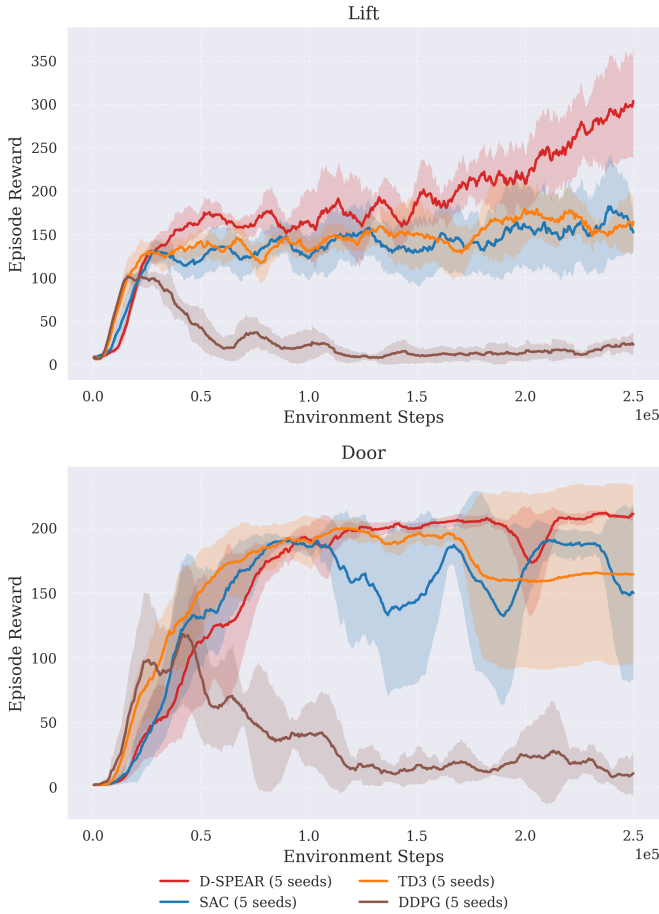 Lift
Episode Reward
350
300
250
200
150
100
50
0
0.0 0.5 1.0 1.5 2.0 2.5
1e5
Environment Steps
Door
Episode Reward
200
150
100
50
0
0.0 0.5 1.0 1.5 2.0 2.5
1e5
Environment Steps
D-SPEAR (5 seeds) TD3 (5 seeds)
SAC (5 seeds) DDPG (5 seeds)